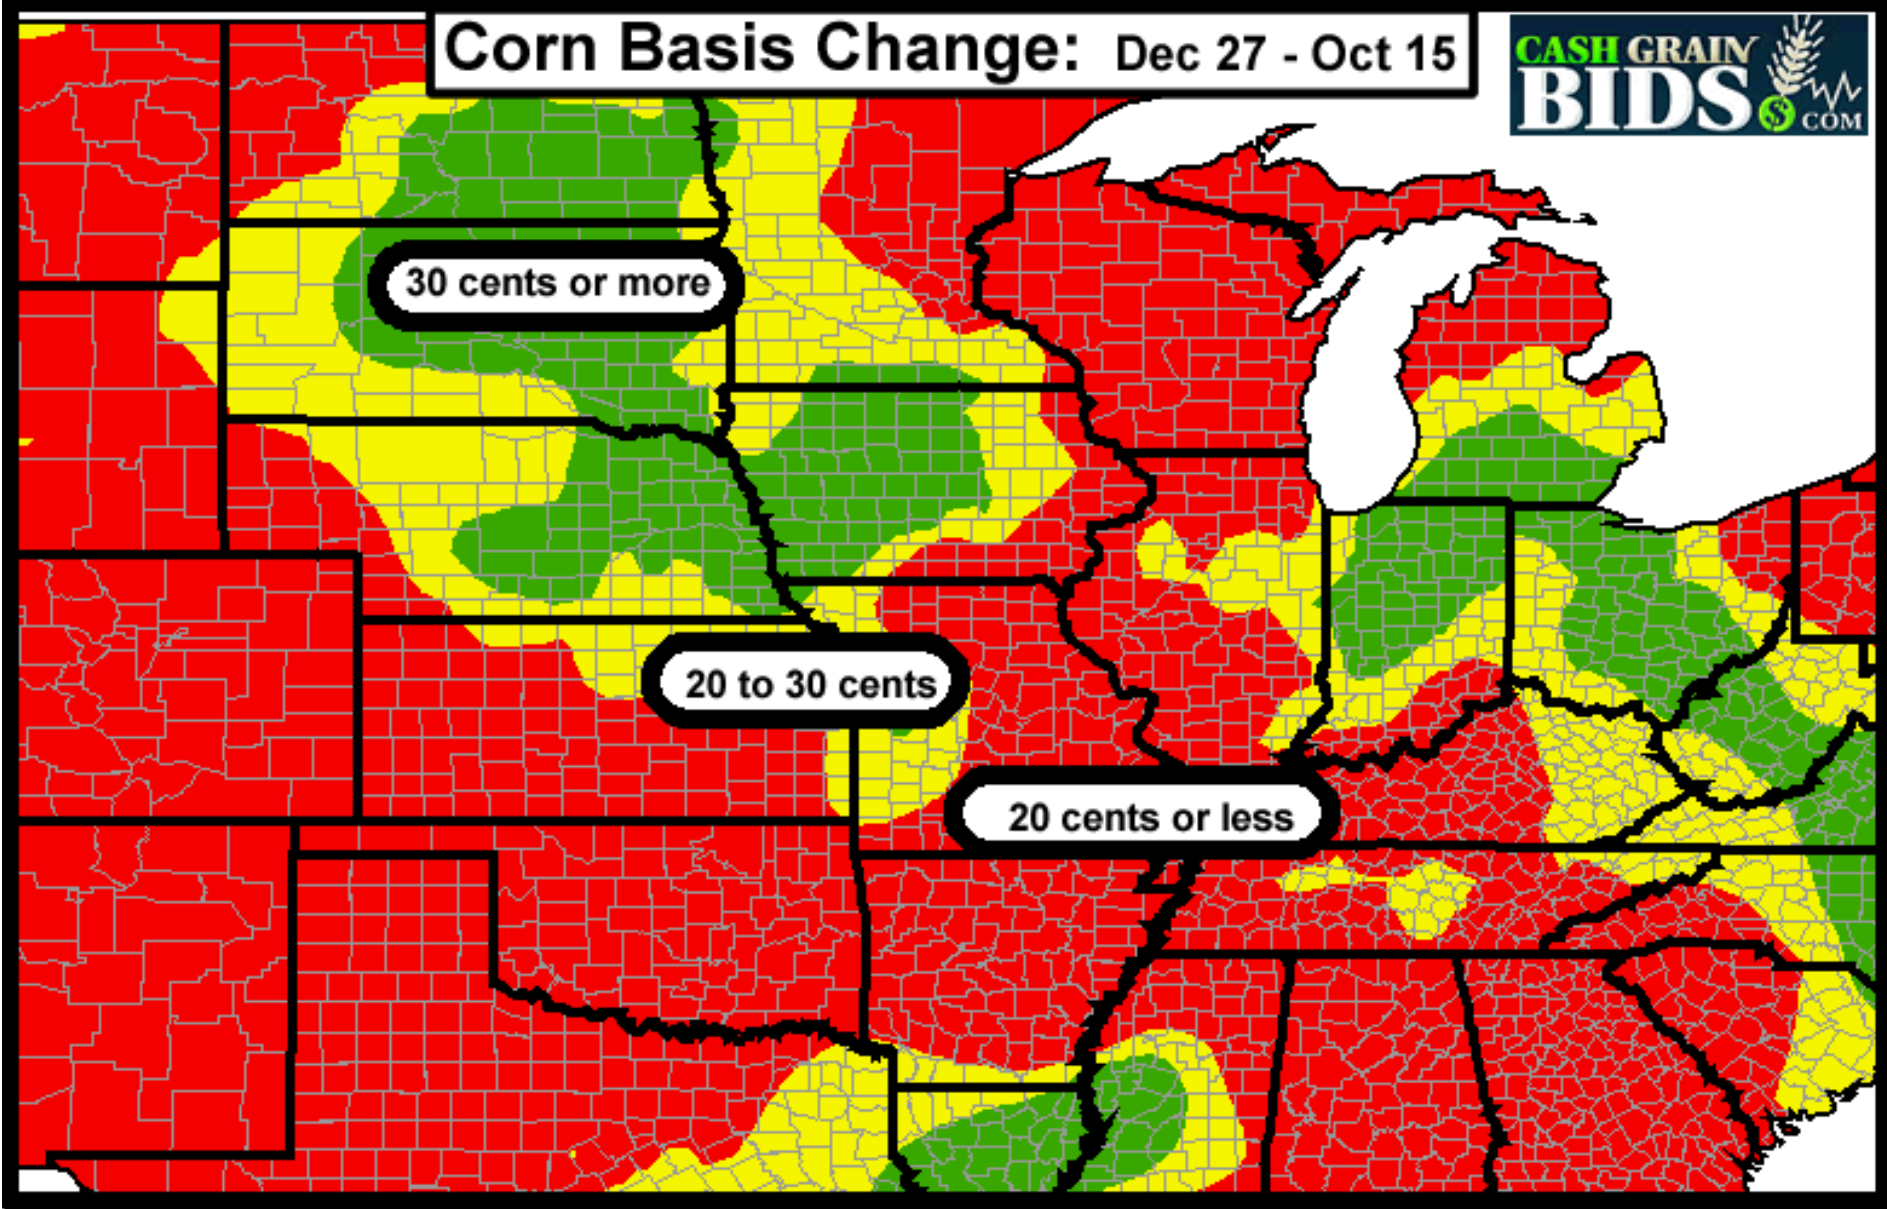 Corn Basis Change: Dec 27 - Oct 15
CASH GRAIN
BIDS
$ COM
30 cents or more
20 to 30 cents
20 cents or less